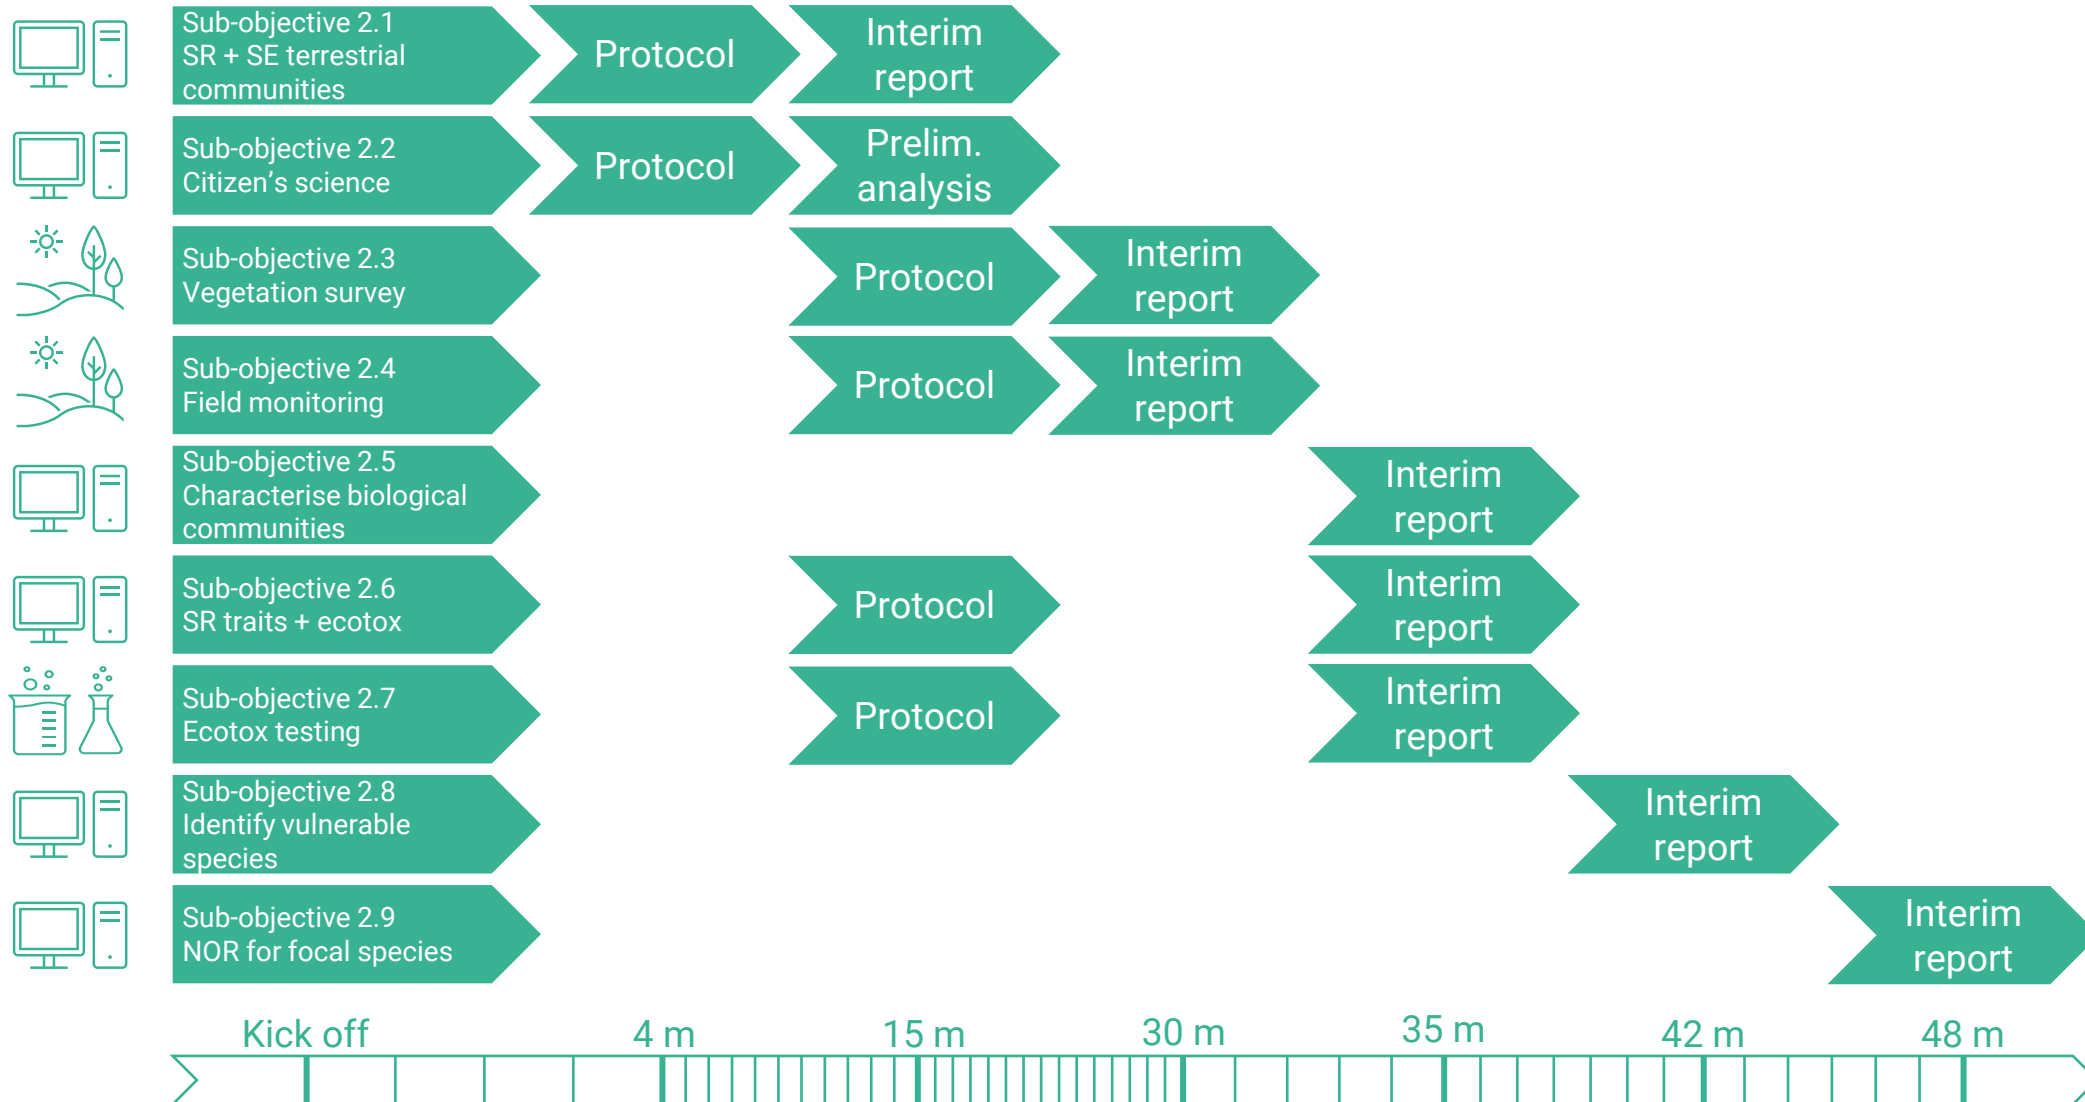 Sub-objective 2.1
SR + SE terrestrial
communities
Protocol
Interim
report
Sub-objective 2.2
Citizen's science
Protocol
Prelim.
analysis
Sub-objective 2.3
Vegetation survey
Protocol
Interim
report
Sub-objective 2.4
Field monitoring
Protocol
Interim
report
Sub-objective 2.5
Characterise biological
communities
Interim
report
Sub-objective 2.6
SR traits + ecotox
Protocol
Interim
report
Sub-objective 2.7
Ecotox testing
Protocol
Interim
report
Sub-objective 2.8
Identify vulnerable
species
Interim
report
Sub-objective 2.9
NOR for focal species
Interim
report
Kick off
4 m
15 m
30 m
35 m
42 m
48 m